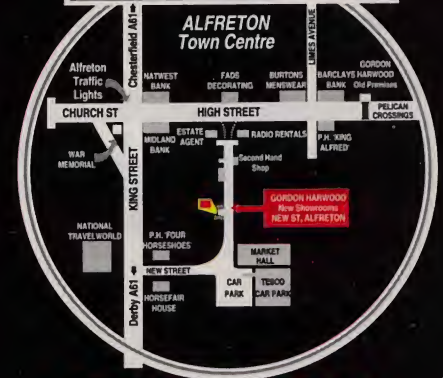 ALFRETON
Town Centre
Chesterfield A61
LIMES AVENUE
Alfreton
Traffic
Lights
NATWEST
BANK
FADS
DECORATING
BURTONS
MENSWEAR
BARCLAYS
BANK
GORDON
HARWOOD
Old Premises
CHURCH ST
HIGH STREET
PELICAN
CROSSINGS
WAR
MEMORIAL
MIDLAND
BANK
ESTATE
AGENT
RADIO RENTALS
P.H. 'KING
ALFRED'
Second Hand
Shop
KING STREET
GORDON HARWOOD
New Showrooms
NEW ST, ALFRETON
NATIONAL
TRAVELWORLD
P.H. 'FOUR
HORSESHOES'
MARKET
HALL
NEW STREET
CAR
PARK
TESCO
CAR PARK
Derby A61
HORSEFAIR
HOUSE